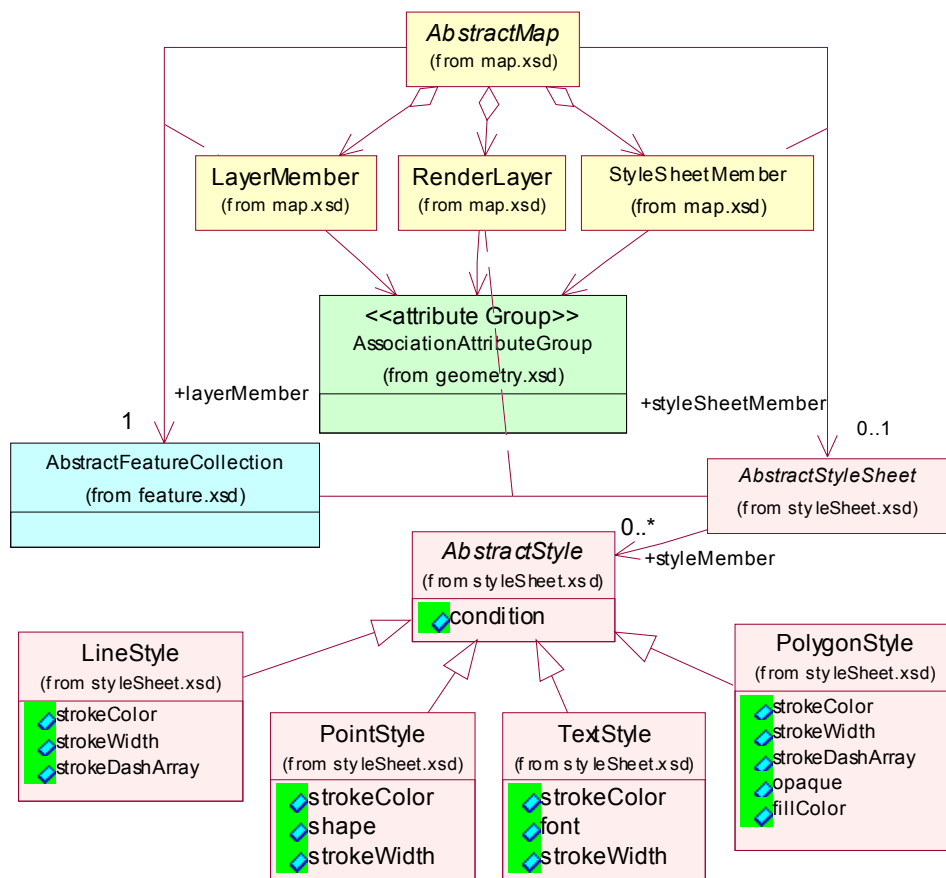 AbstractMap
(from map.xsd)
LayerMember
(from map.xsd)
RenderLayer
(from map.xsd)
StyleSheetMember
(from map.xsd)
<<attribute Group>>
AssociationAttributeGroup
(from geometry.xsd)
+layerMember
1
+styleSheetMember
0..1
AbstractFeatureCollection
(from feature.xsd)
AbstractStyleSheet
(from styleSheet.xsd)
0..*
+styleMember
AbstractStyle
(from styleSheet.xsd)
condition
LineStyle
(from styleSheet.xsd)
strokeColor
strokeWidth
strokeDashArray
PointStyle
(from styleSheet.xsd)
strokeColor
shape
strokeWidth
TextStyle
(from styleSheet.xsd)
strokeColor
font
strokeWidth
PolygonStyle
(from styleSheet.xsd)
strokeColor
strokeWidth
strokeDashArray
opaque
fillColor